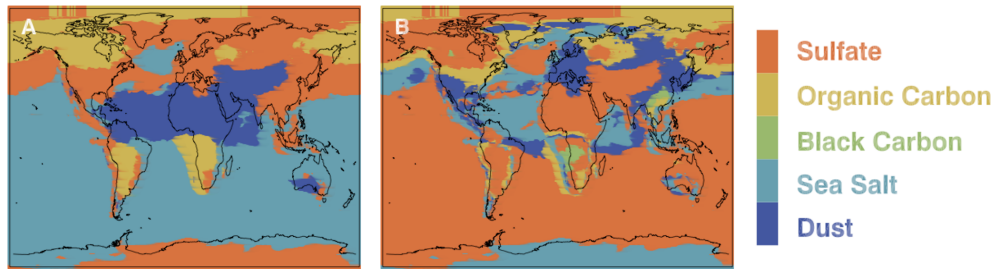 A
B
Sulfate
Organic Carbon
Black Carbon
Sea Salt
Dust